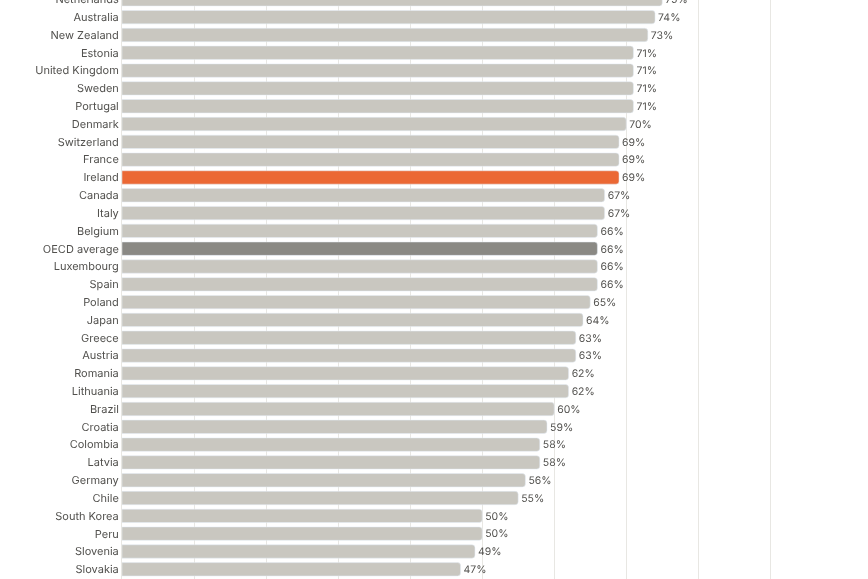 Netherlands 75%
Australia 74%
New Zealand 73%
Estonia 71%
United Kingdom 71%
Sweden 71%
Portugal 71%
Denmark 70%
Switzerland 69%
France 69%
Ireland 69%
Canada 67%
Italy 67%
Belgium 66%
OECD average 66%
Luxembourg 66%
Spain 66%
Poland 65%
Japan 64%
Greece 63%
Austria 63%
Romania 62%
Lithuania 62%
Brazil 60%
Croatia 59%
Colombia 58%
Latvia 58%
Germany 56%
Chile 55%
South Korea 50%
Peru 50%
Slovenia 49%
Slovakia 47%